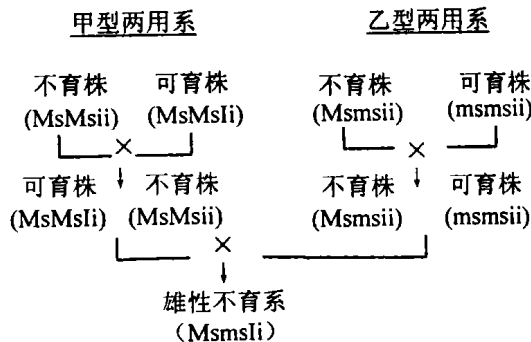 甲型两用系 乙型两用系
不育株 可育株 不育株 可育株
(MsMsii) (MsMsIi) (Msmsii) (msmsii)
× ×
可育株 不育株 不育株 可育株
(MsMsIi) (MsMsii) (Msmsii) (msmsii)
×
雄性不育系
（MsmsIi）